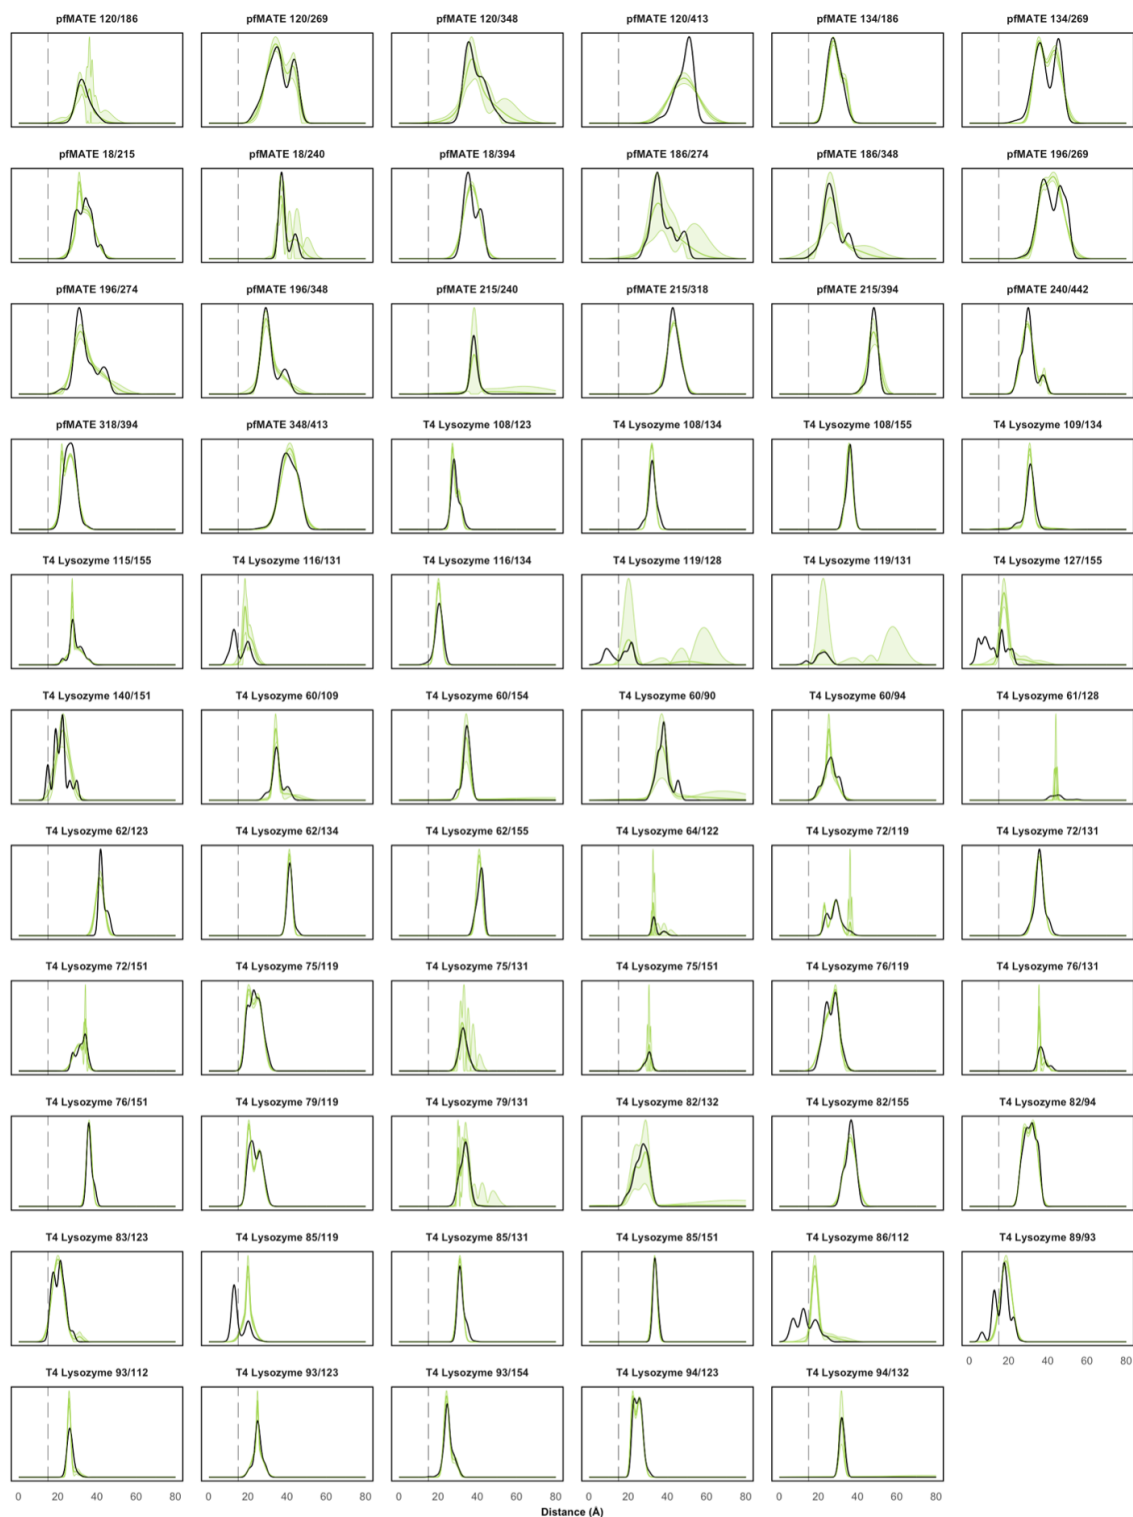 pfMATE 120/186 pfMATE 120/269 pfMATE 120/348 pfMATE 120/413 pfMATE 134/186 pfMATE 134/269
pfMATE 18/215 pfMATE 18/240 pfMATE 18/394 pfMATE 186/274 pfMATE 186/348 pfMATE 196/269
pfMATE 196/274 pfMATE 196/348 pfMATE 215/240 pfMATE 215/318 pfMATE 215/394 pfMATE 240/442
pfMATE 318/394 pfMATE 348/413 T4 Lysozyme 108/123 T4 Lysozyme 108/134 T4 Lysozyme 108/155 T4 Lysozyme 109/134
T4 Lysozyme 115/155 T4 Lysozyme 116/131 T4 Lysozyme 116/134 T4 Lysozyme 119/128 T4 Lysozyme 119/131 T4 Lysozyme 127/155
T4 Lysozyme 140/151 T4 Lysozyme 60/109 T4 Lysozyme 60/154 T4 Lysozyme 60/90 T4 Lysozyme 60/94 T4 Lysozyme 61/128
T4 Lysozyme 62/123 T4 Lysozyme 62/134 T4 Lysozyme 62/155 T4 Lysozyme 64/122 T4 Lysozyme 72/119 T4 Lysozyme 72/131
T4 Lysozyme 72/151 T4 Lysozyme 75/119 T4 Lysozyme 75/131 T4 Lysozyme 75/151 T4 Lysozyme 76/119 T4 Lysozyme 76/131
T4 Lysozyme 76/151 T4 Lysozyme 79/119 T4 Lysozyme 79/131 T4 Lysozyme 82/132 T4 Lysozyme 82/155 T4 Lysozyme 82/94
T4 Lysozyme 83/123 T4 Lysozyme 85/119 T4 Lysozyme 85/131 T4 Lysozyme 85/151 T4 Lysozyme 86/112 T4 Lysozyme 89/93
0 20 40 60 80
T4 Lysozyme 93/112 T4 Lysozyme 93/123 T4 Lysozyme 93/154 T4 Lysozyme 94/123 T4 Lysozyme 94/132
0 20 40 60 80 0 20 40 60 80 0 20 40 60 80 0 20 40 60 80 0 20 40 60 80
Distance (Å)